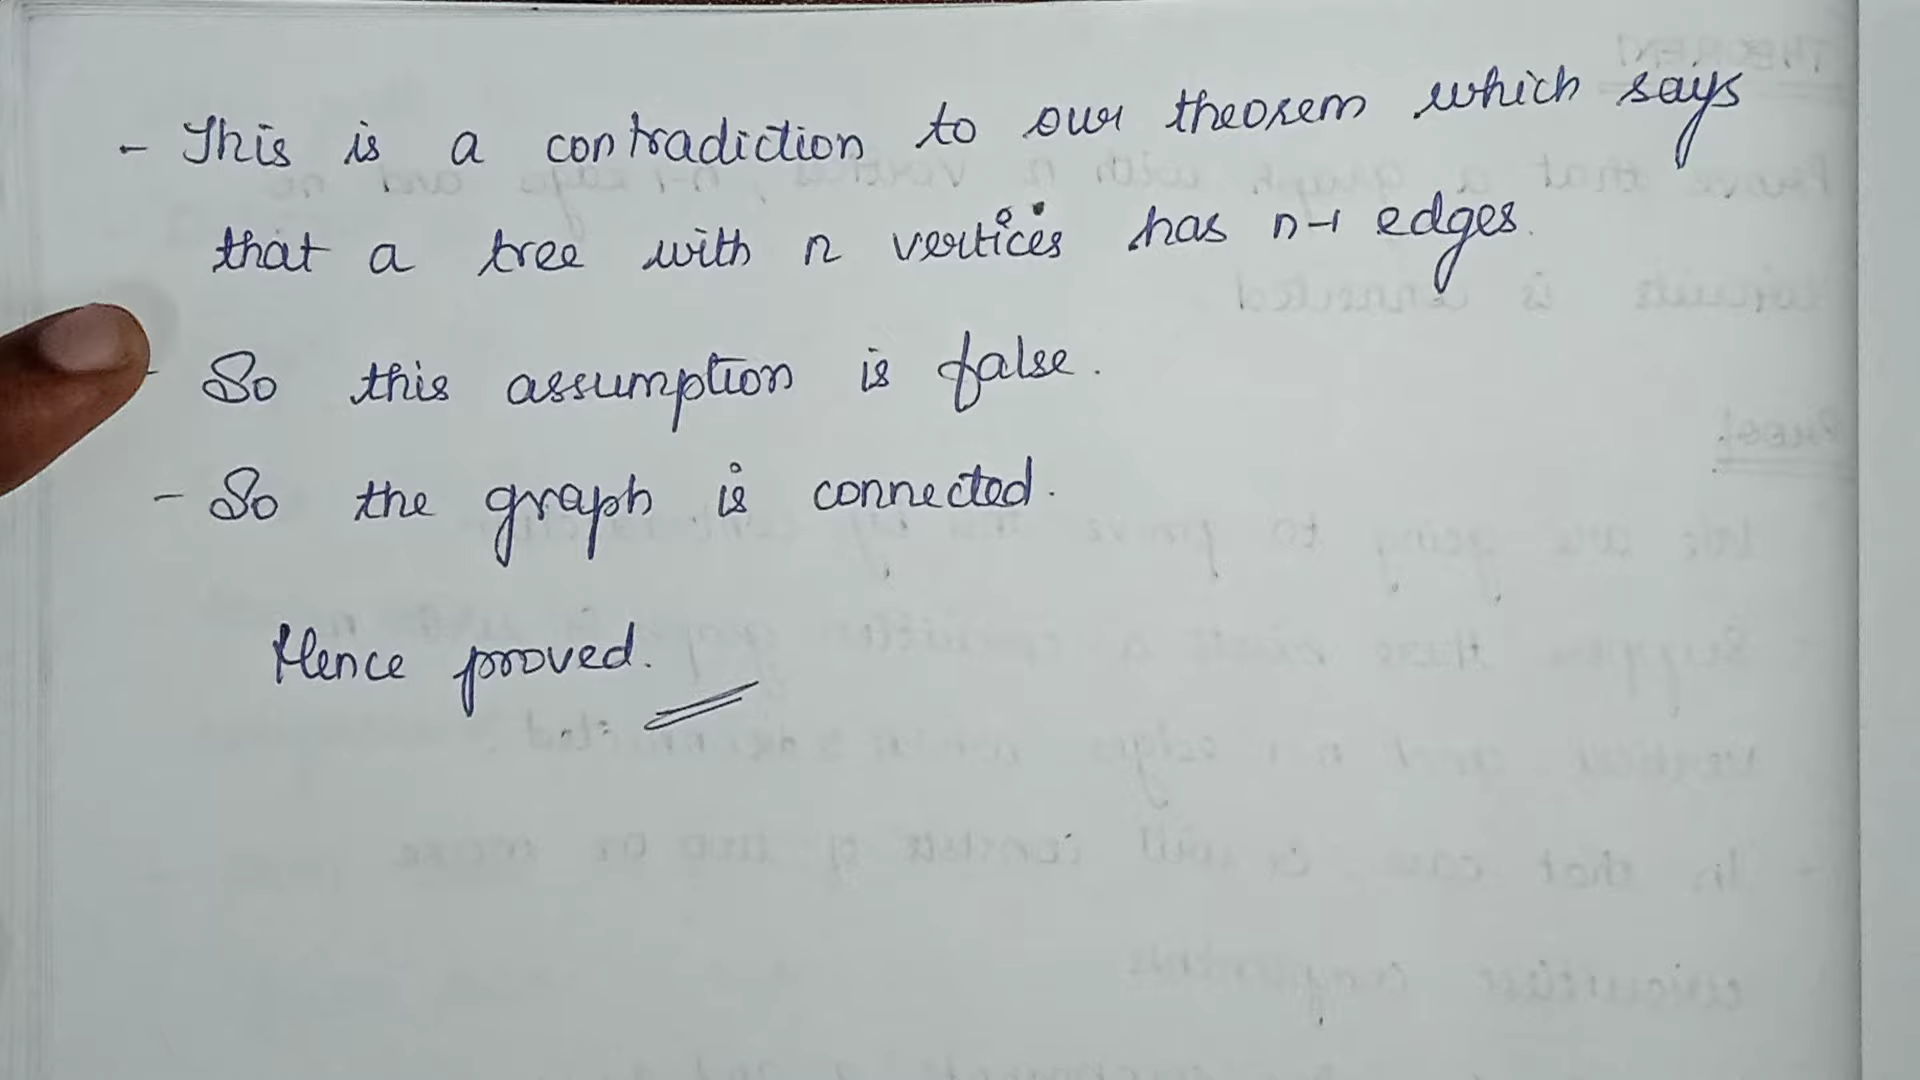 - This is a contradiction to our theorem which says
that a tree with n vertices has n-1 edges.
- So this assumption is false.
- So the graph is connected.
Hence proved.